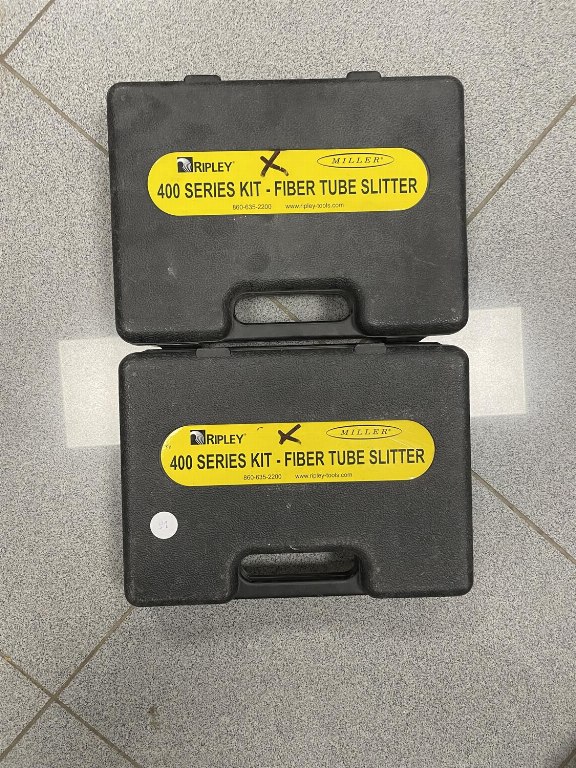 RIPLEY X MILLER
400 SERIES KIT - FIBER TUBE SLITTER
860-635-2200 www.ripley-tools.com
RIPLEY X MILLER
400 SERIES KIT - FIBER TUBE SLITTER
860-635-2200 www.ripley-tools.com